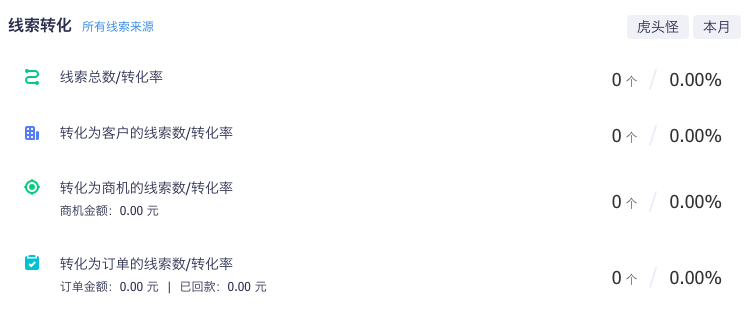 线索转化 所有线索来源 虎头怪 本月
线索总数/转化率 0 个 / 0.00%
转化为客户的线索数/转化率 0 个 / 0.00%
转化为商机的线索数/转化率 0 个 / 0.00%
商机金额：0.00 元
转化为订单的线索数/转化率 0 个 / 0.00%
订单金额：0.00 元 | 已回款：0.00 元